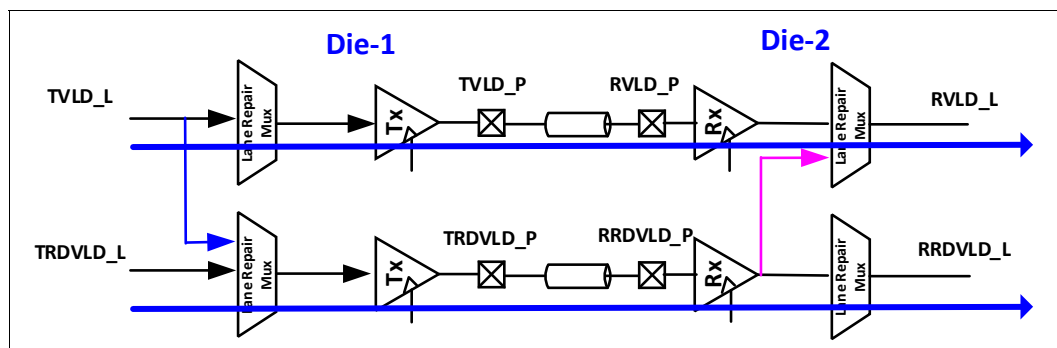 Die-1 Die-2
TVLD_L Lane Repair Mux Tx TVLD_P RVLD_P Rx Lane Repair Mux RVLD_L
TRDVLD_L Lane Repair Mux Tx TRDVLD_P RRDVLD_P Rx Lane Repair Mux RRDVLD_L